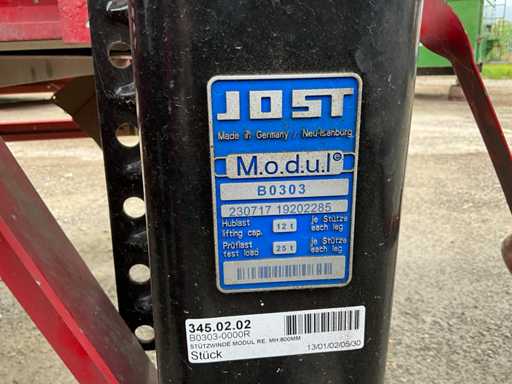 JOST
Made in Germany / Neu-Isenburg
M.o.d.u.l©
B0303
230717 19202285
Hublast 12 t je Stütze
lifting cap. each leg
Prüflast 25 t je Stütze
test load each leg
345.02.02
B0303-0000R
STÜTZWINDE MODUL RE. MH:800MM
Stück 13/01/02/05/30